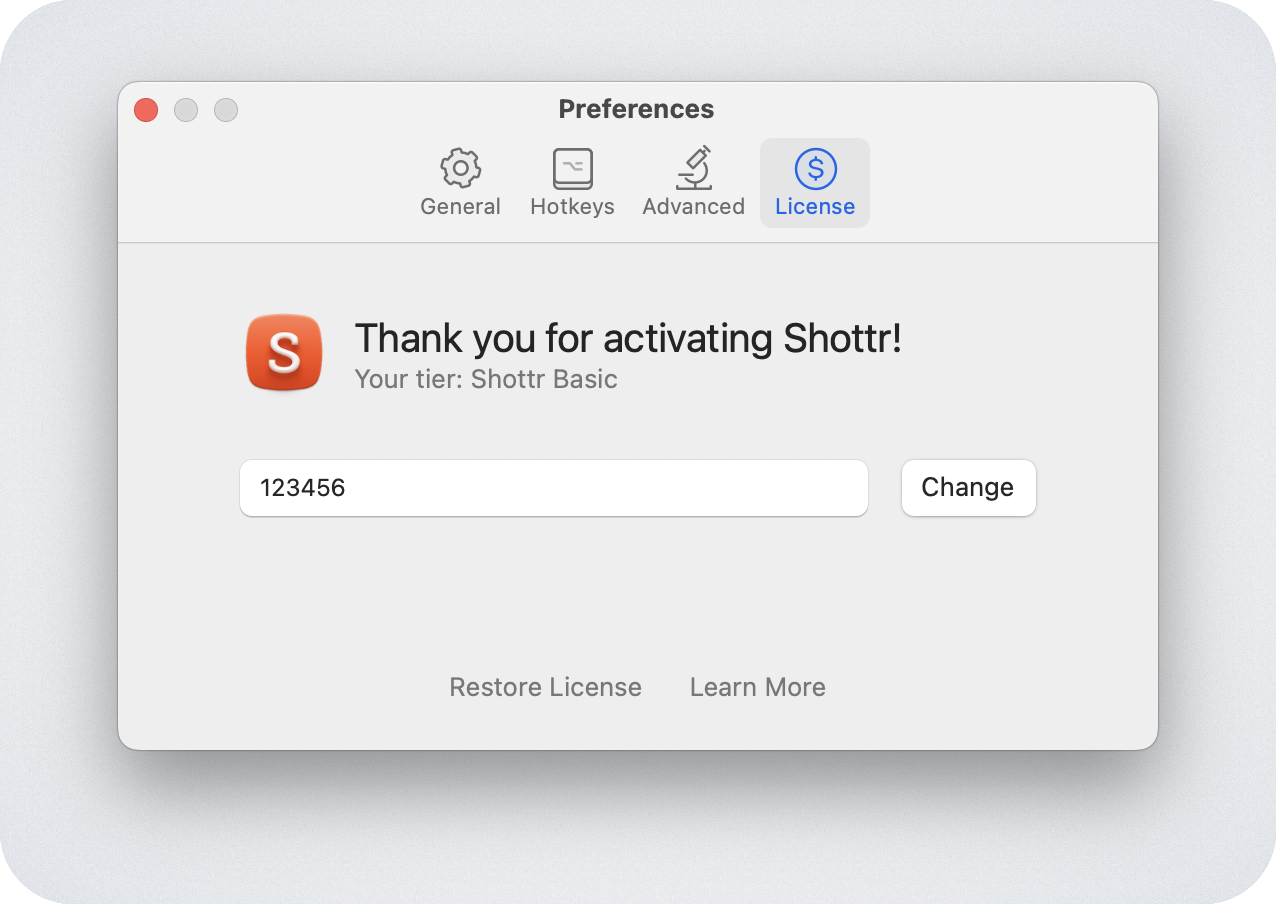 Preferences
General Hotkeys Advanced License
S
Thank you for activating Shottr!
Your tier: Shottr Basic
123456 Change
Restore License Learn More